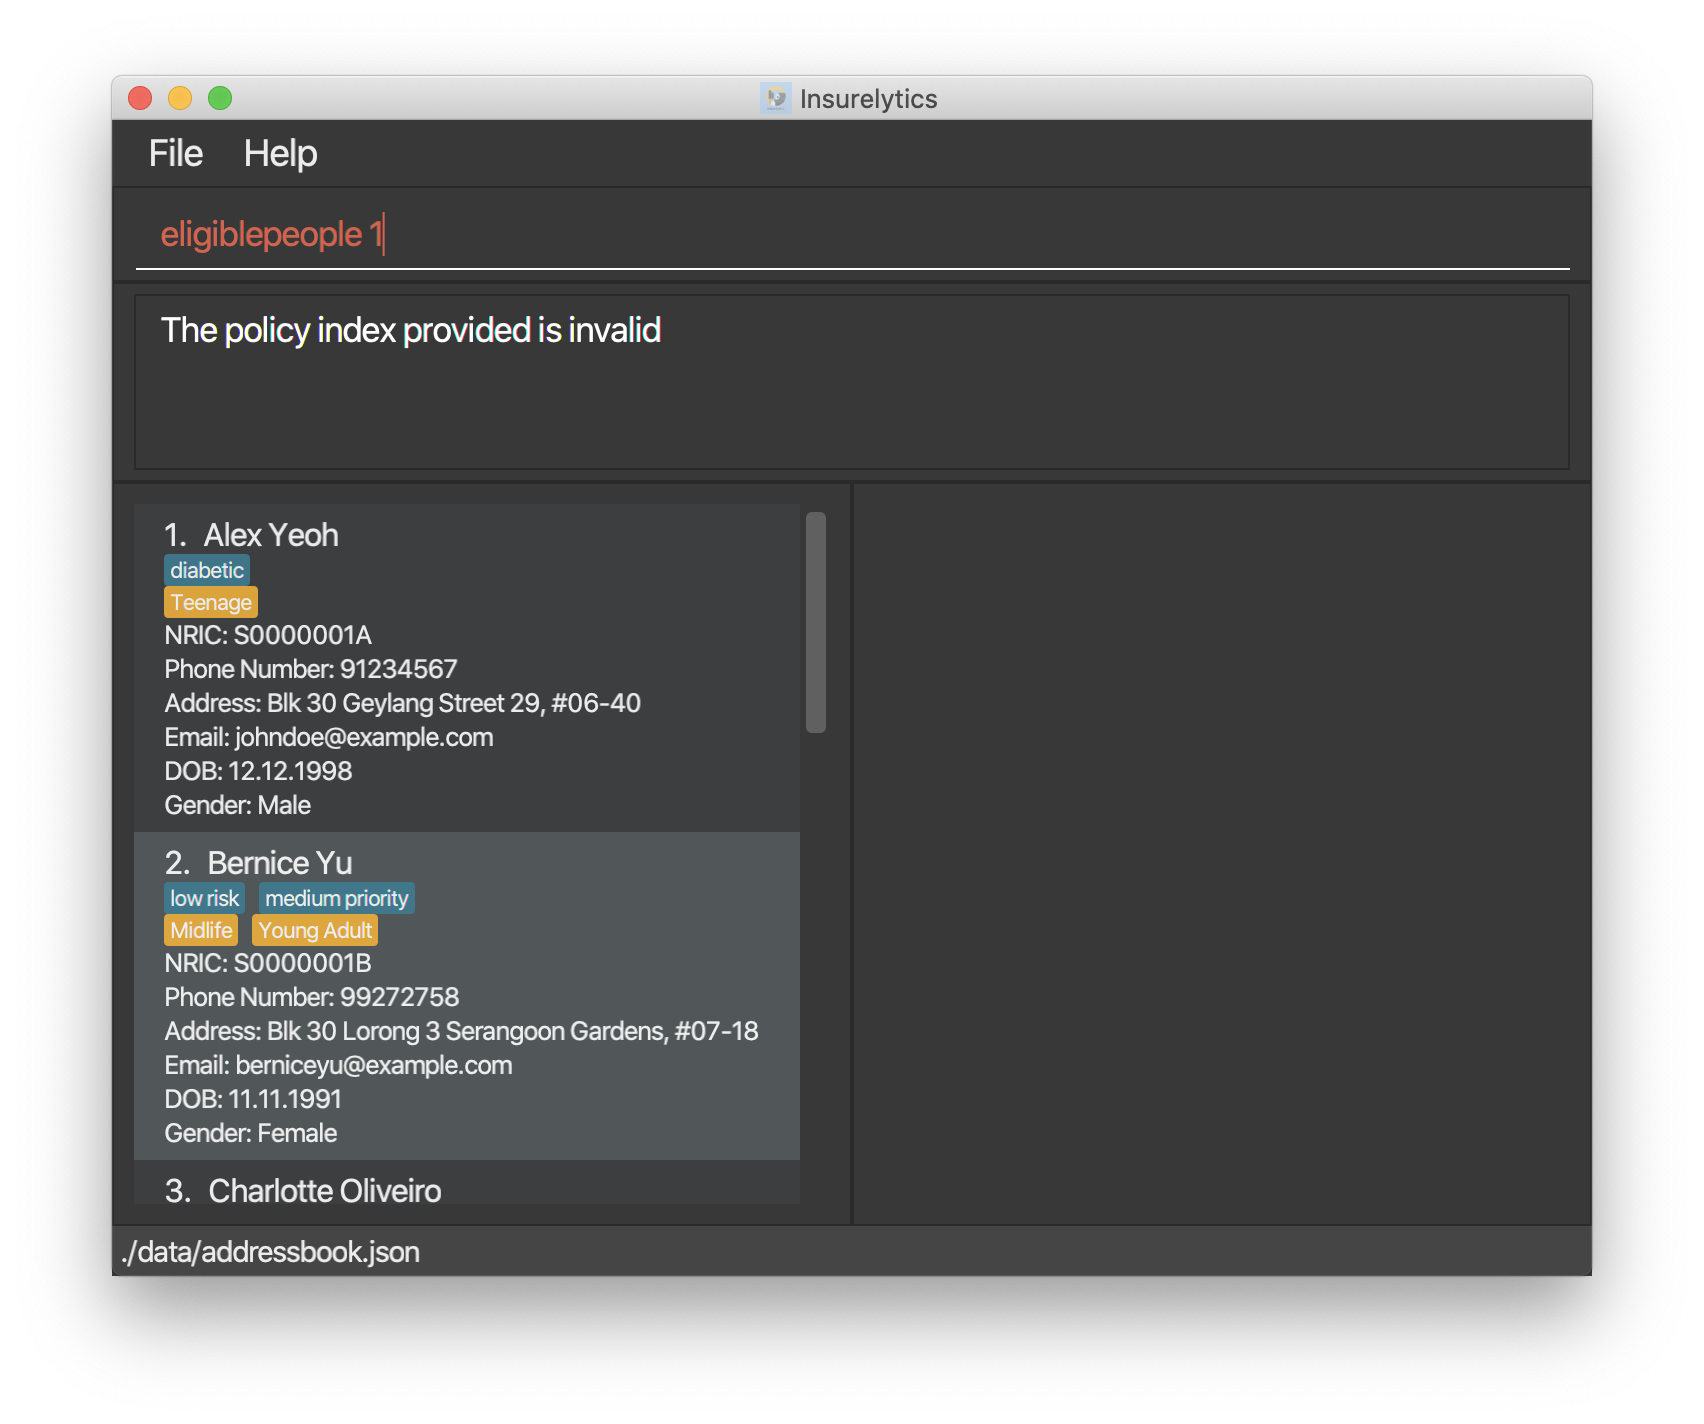 Insurelytics
File Help
eligiblepeople 1
The policy index provided is invalid
1. Alex Yeoh
diabetic
Teenage
NRIC: S0000001A
Phone Number: 91234567
Address: Blk 30 Geylang Street 29, #06-40
Email: johndoe@example.com
DOB: 12.12.1998
Gender: Male
2. Bernice Yu
low risk medium priority
Midlife Young Adult
NRIC: S0000001B
Phone Number: 99272758
Address: Blk 30 Lorong 3 Serangoon Gardens, #07-18
Email: berniceyu@example.com
DOB: 11.11.1991
Gender: Female
3. Charlotte Oliveiro
./data/addressbook.json